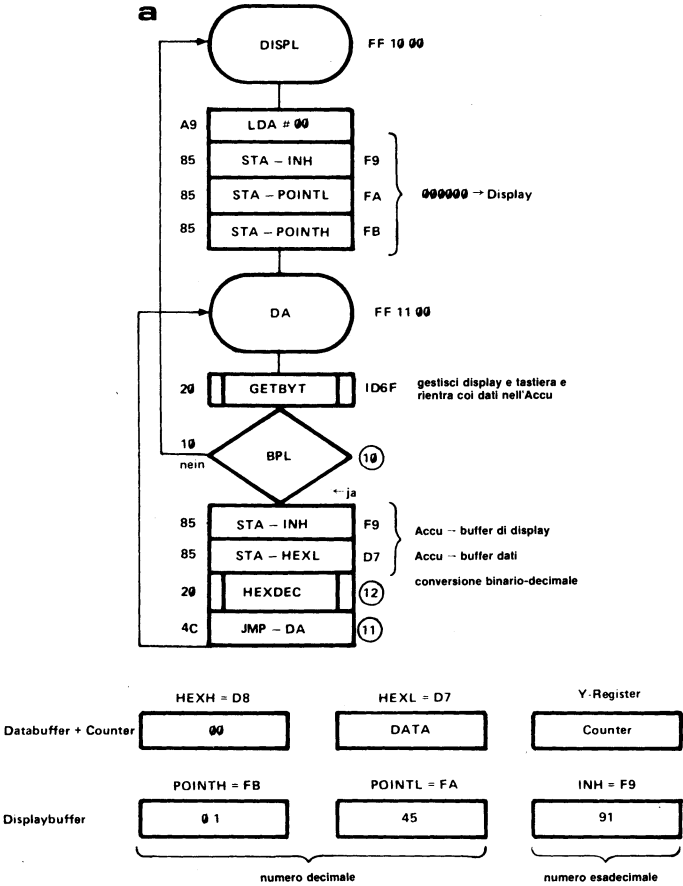 a
DISPL FF 10 00
A9 LDA # 00
85 STA – INH F9
85 STA – POINTL FA
000000 → Display
85 STA – POINTH FB
DA FF 11 00
20 GETBYT ID6F
gestisci display e tastiera e
rientra coi dati nell'Accu
10
nein
BPL 10
← ja
85 STA – INH F9
Accu – buffer di display
85 STA – HEXL D7
Accu – buffer dati
20 HEXDEC 12
conversione binario-decimale
4C JMP – DA 11
HEXH = D8 HEXL = D7 Y-Register
Databuffer + Counter 00 DATA Counter
POINTH = FB POINTL = FA INH = F9
Displaybuffer 0 1 45 91
numero decimale numero esadecimale